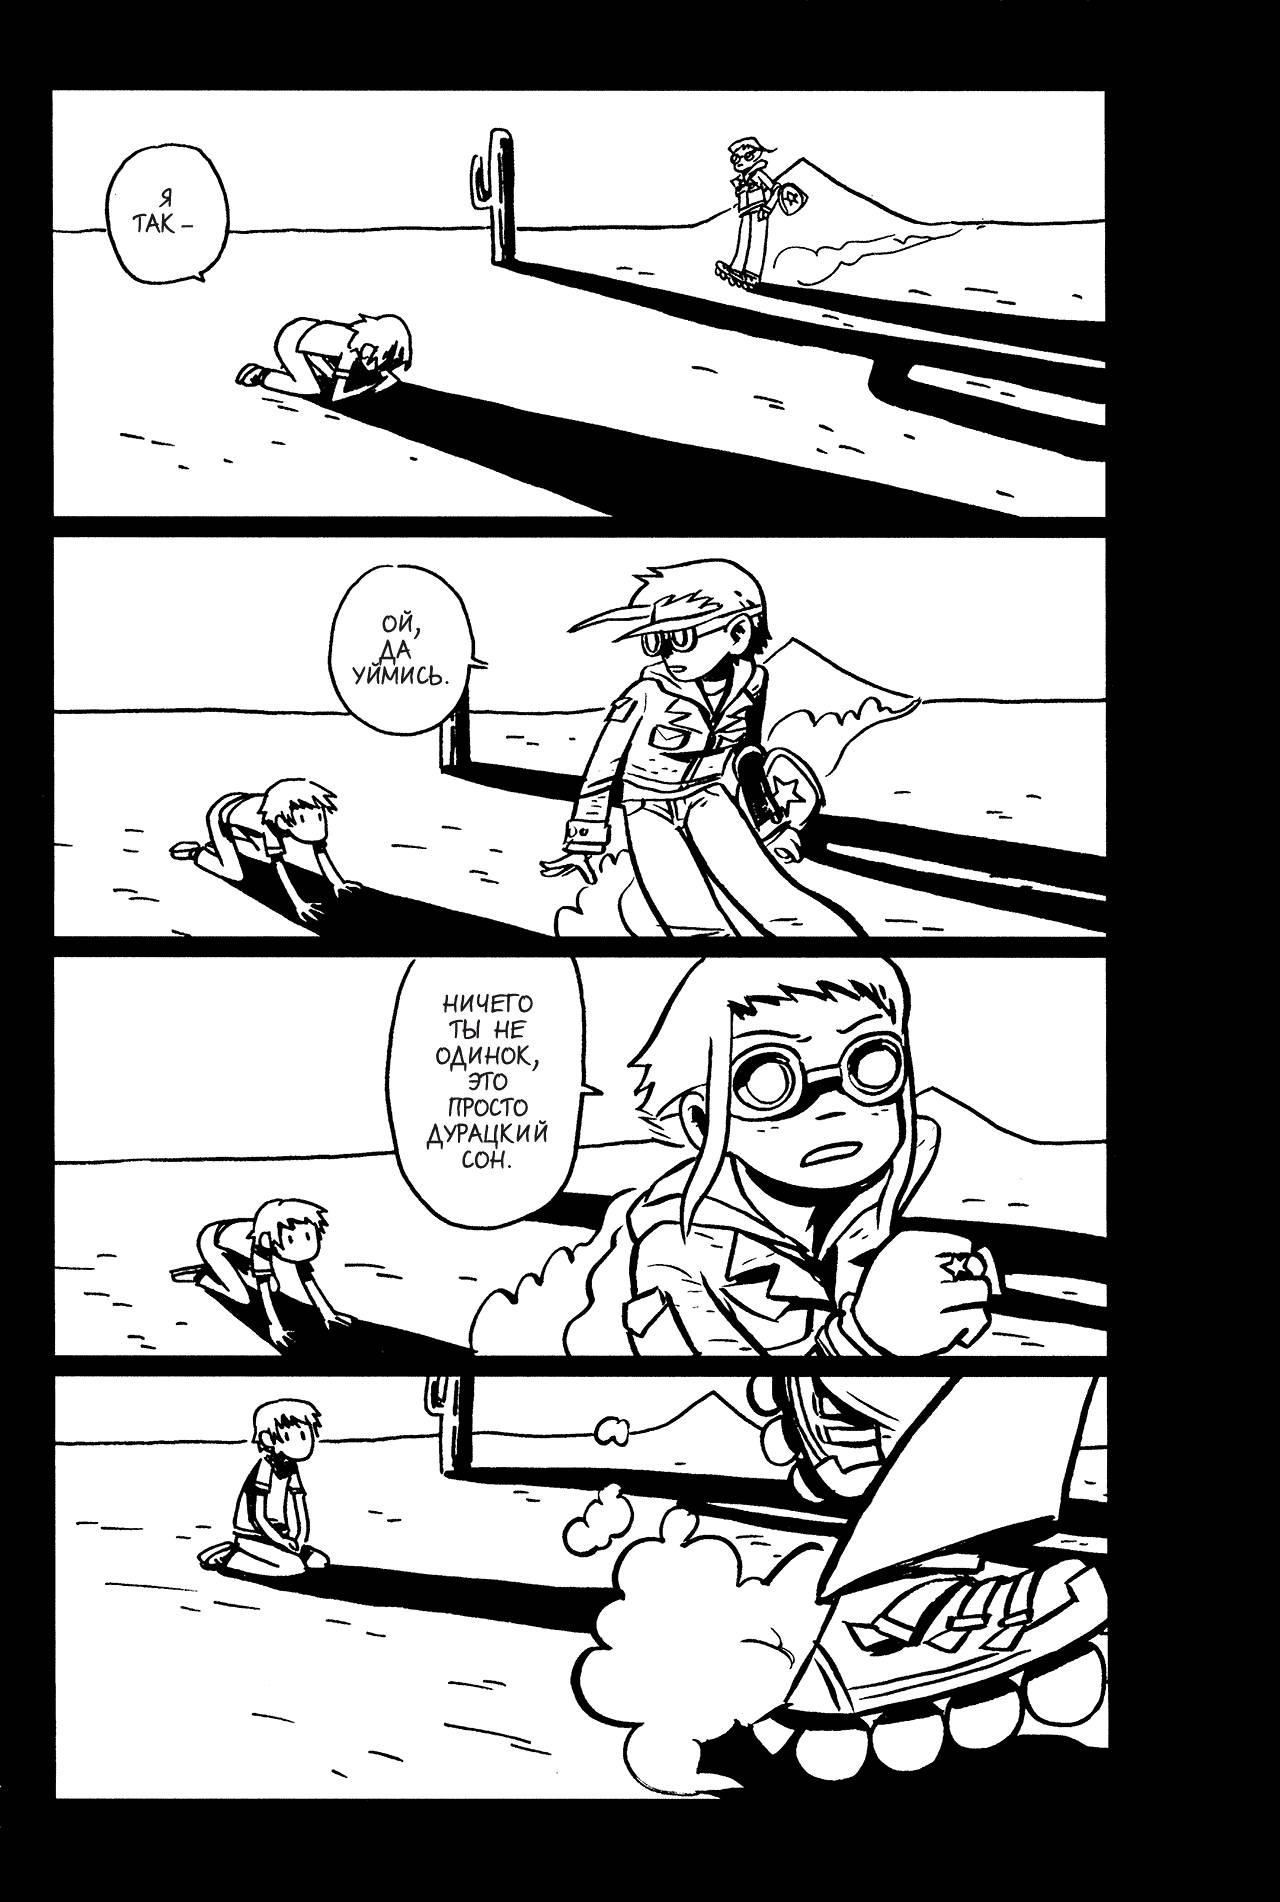 Я
ТАК –
ОЙ,
ДА
УЙМИСЬ.
НИЧЕГО
ТЫ НЕ
ОДИНОК,
ЭТО
ПРОСТО
ДУРАЦКИЙ
СОН.